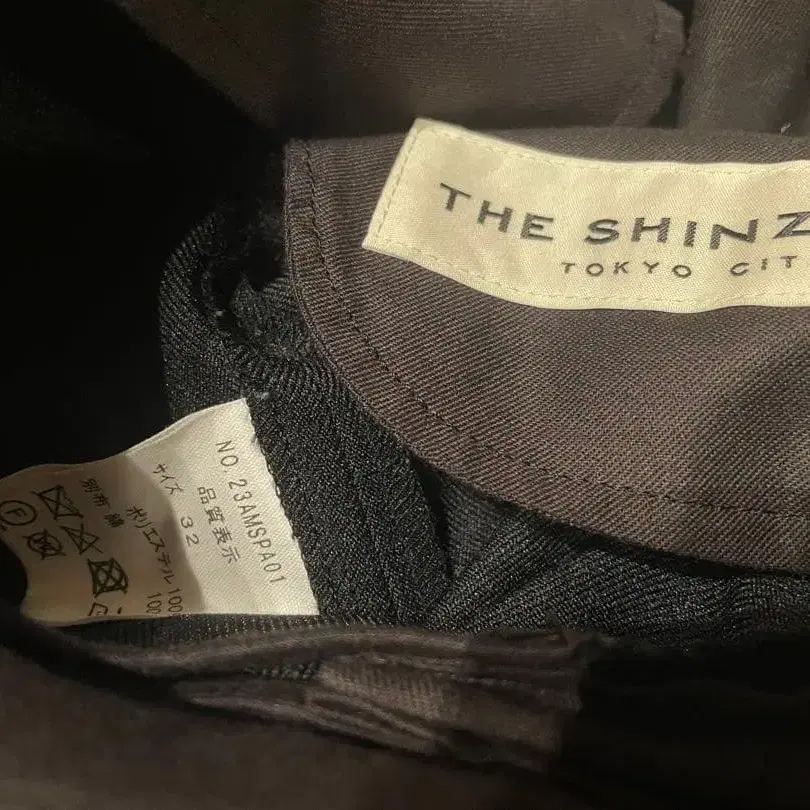 THE SHINZ
TOKYO CIT
NO.23AMSPA01
品質表示
サイズ 32
ポリエステル 100
別布 綿 100
F